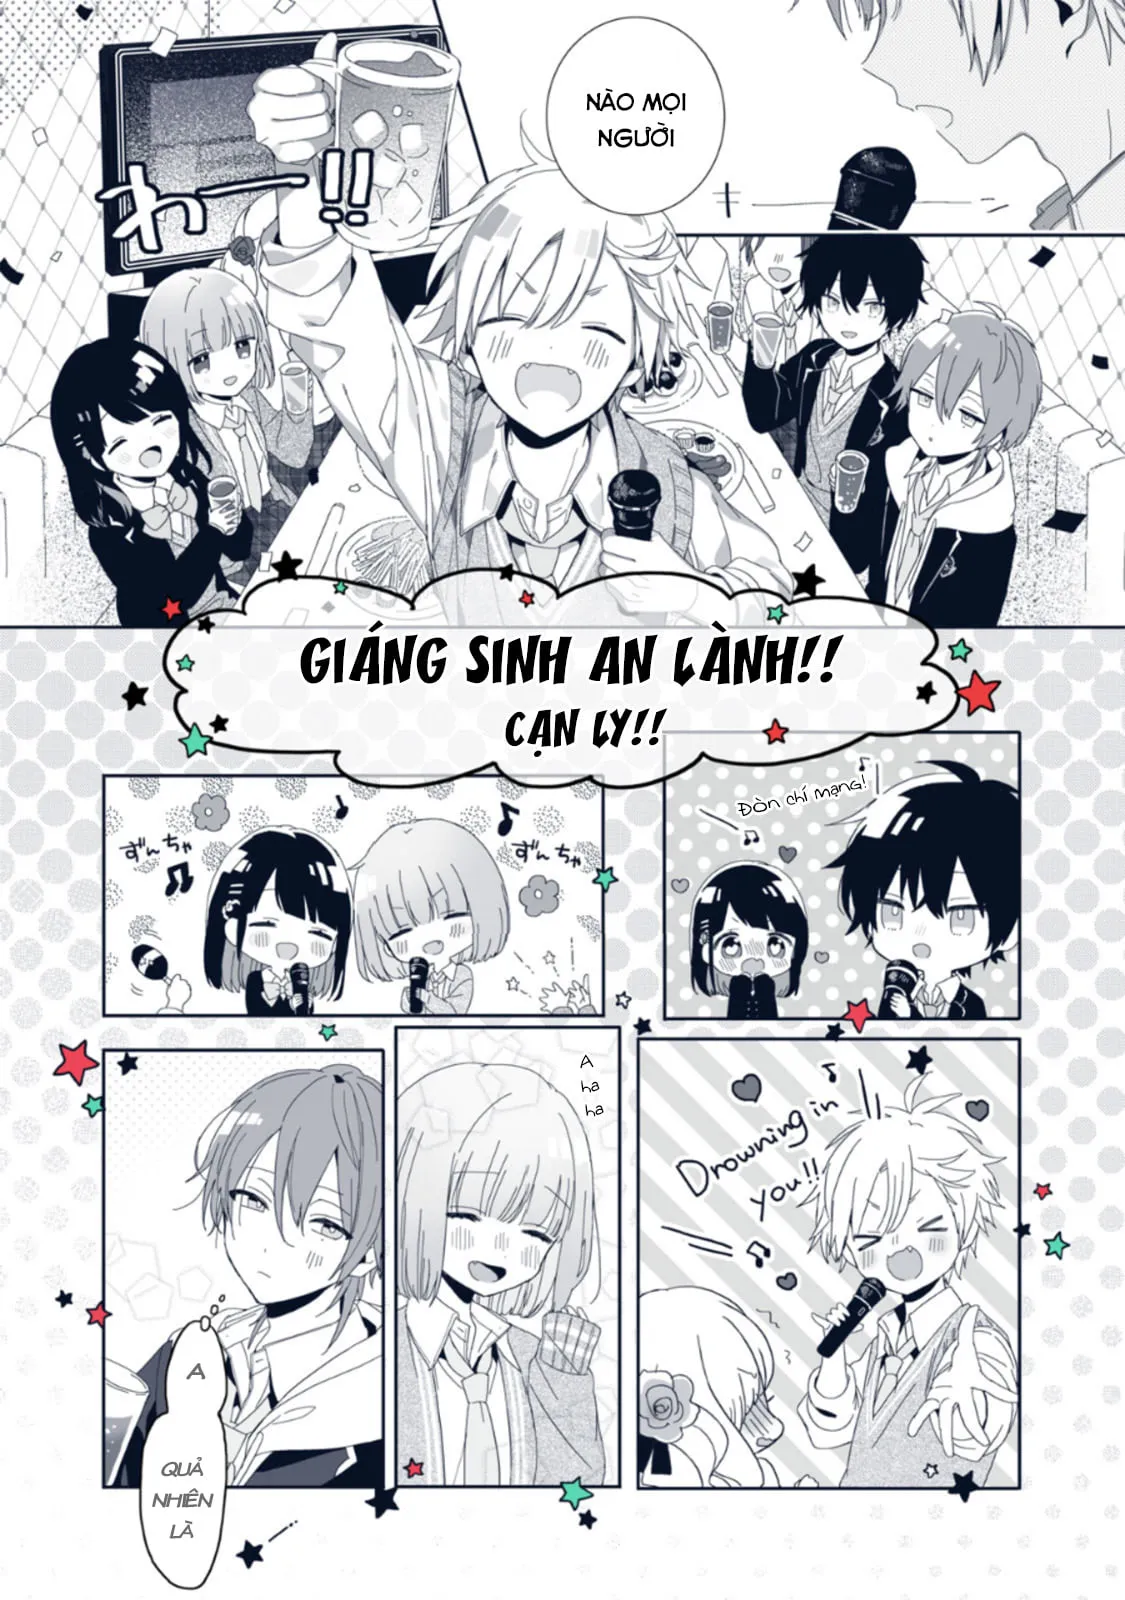 NÀO MỌI
NGƯỜI
わー!!
GIÁNG SINH AN LÀNH!!
CẠN LY!!
ずんちゃ
ずんちゃ
Đòn chí mạng!
A
ha
ha
Drowning in
you!!
A
QUẢ
NHIÊN
LÀ